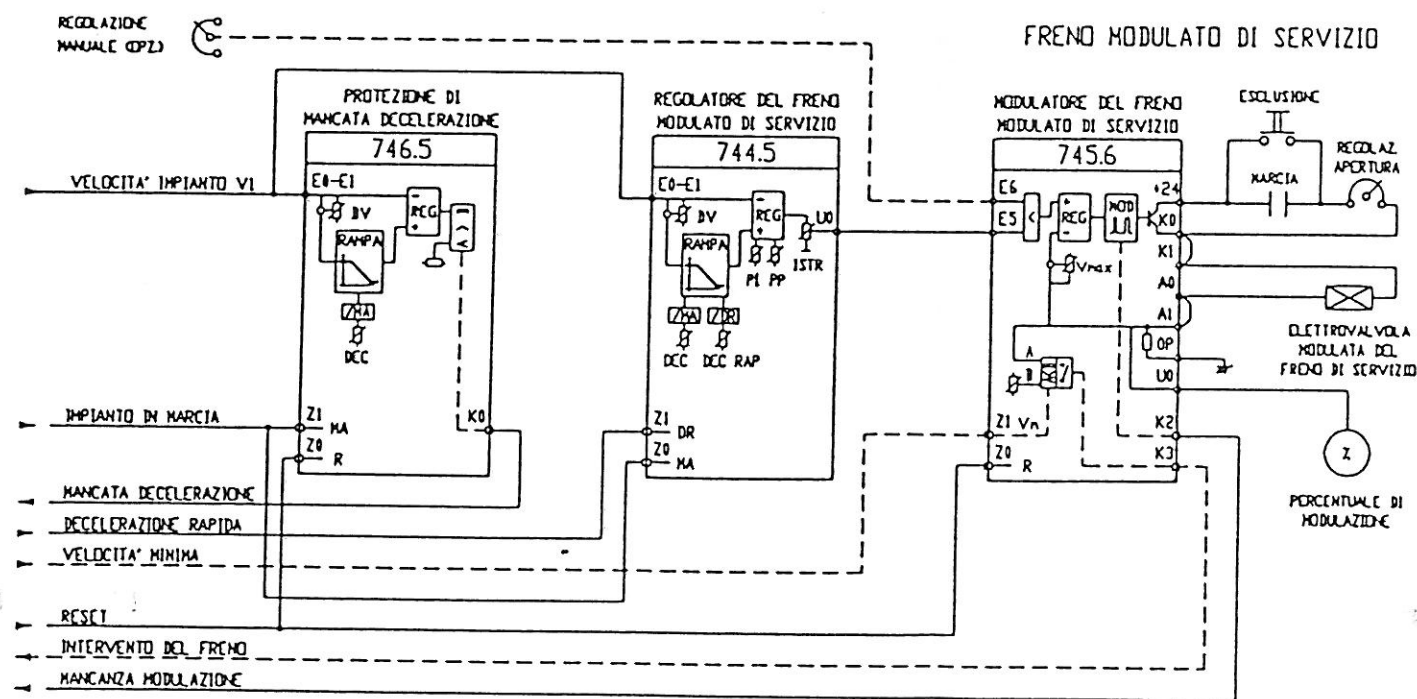 REGOLAZIONE
MANUALE (OPZ.)
FRENO MODULATO DI SERVIZIO
PROTEZIONE DI
MANCATA DECELERAZIONE
746.5
REGOLATORE DEL FRENO
MODULATO DI SERVIZIO
744.5
MODULATORE DEL FRENO
MODULATO DI SERVIZIO
745.6
ESCLUSIONE
REGOLAZ.
APERTURA
MARCIA
VELOCITA' IMPIANTO V1
E0-E1
BV
REG
RAMPA
MA
DEC
E0-E1
BV
REG
RAMPA
P1 PP
U0
ISTR
MA
DR
DEC
DEC RAP
E6
E5
<
REG
MOD
+24
K0
K1
A0
A1
Vmax
OP
U0
A
B
ELETTROVALVOLA
MODULATA DEL
FRENO DI SERVIZIO
IMPIANTO IN MARCIA
Z1
MA
Z0
R
K0
Z1
DR
Z0
MA
Z1 Vn
Z0
R
K2
K3
%
PERCENTUALE DI
MODULAZIONE
MANCATA DECELERAZIONE
DECELERAZIONE RAPIDA
VELOCITA' MINIMA
RESET
INTERVENTO DEL FRENO
MANCANZA MODULAZIONE